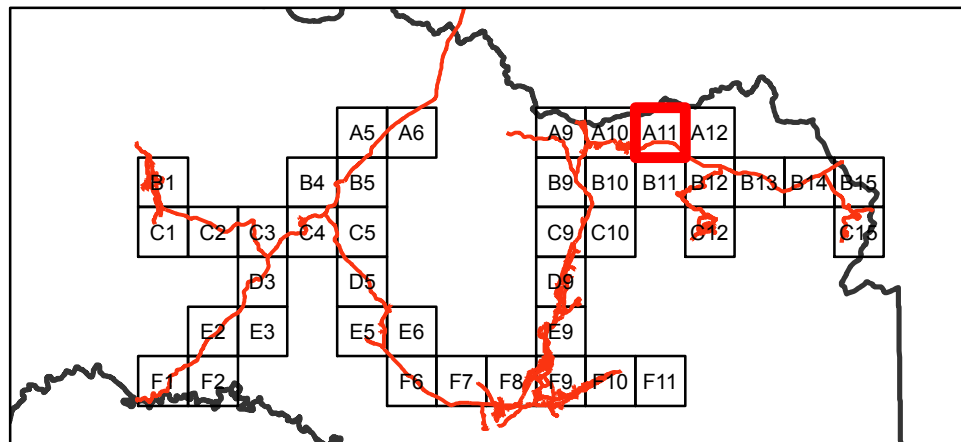 A5 A6 A9 A10 A11 A12
B1 B4 B5 B9 B10 B11 B12 B13 B14 B15
C1 C2 C3 C4 C5 C9 C10 C12 C15
D3 D5 D9
E2 E3 E5 E6 E9
F1 F2 F6 F7 F8 F9 F10 F11